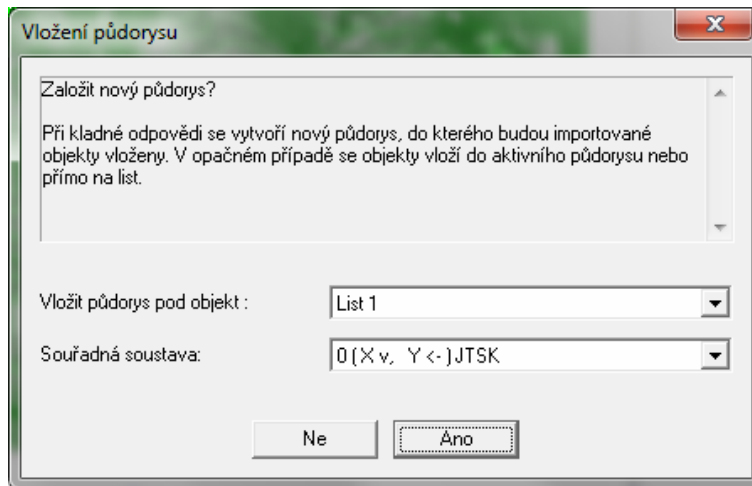 Vložení půdorysu
Založit nový půdorys?
Při kladné odpovědi se vytvoří nový půdorys, do kterého budou importované
objekty vloženy. V opačném případě se objekty vloží do aktivního půdorysu nebo
přímo na list.
Vložit půdorys pod objekt : List 1
Souřadná soustava: 0 ( X v, Y <- ) JTSK
Ne Ano